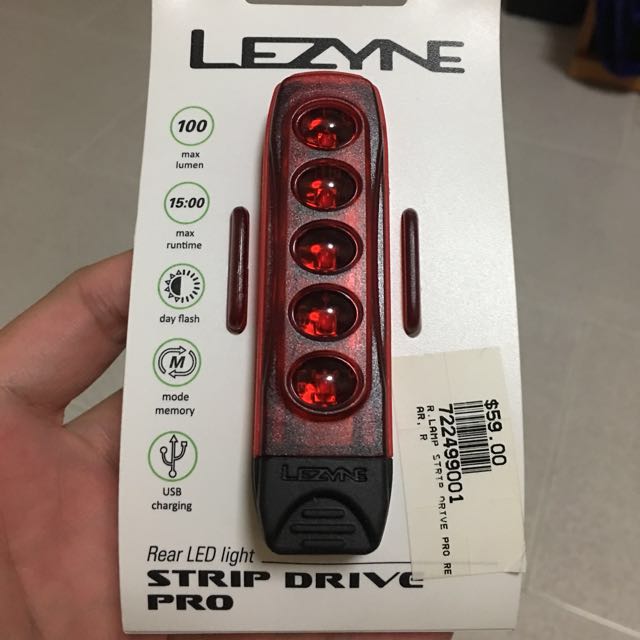 LEZYNE
100
max
lumen
15:00
max
runtime
day flash
M
mode
memory
USB
charging
LEZYNE
Rear LED light
STRIP DRIVE
PRO
$59.00
722499001
R.LAMP STRIP DRIVE PRO RE
AR, R